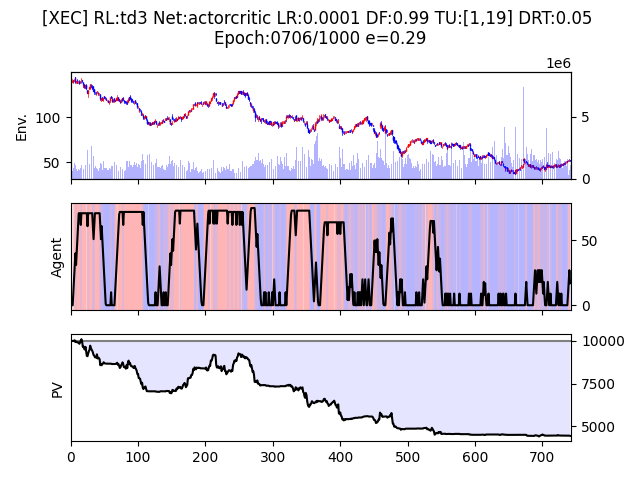 [XEC] RL:td3 Net:actorcritic LR:0.0001 DF:0.99 TU:[1,19] DRT:0.05
Epoch:0706/1000 e=0.29
1e6
Env.
100
50
5
0
Agent
50
0
PV
10000
7500
5000
0 100 200 300 400 500 600 700